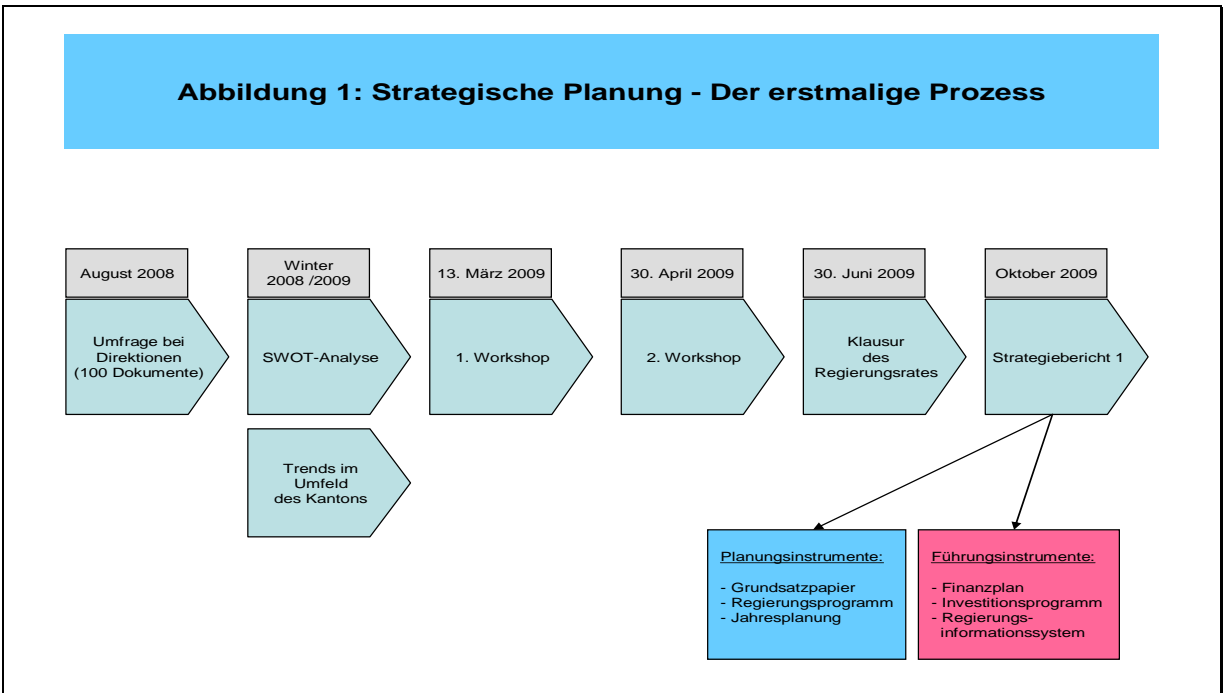 Abbildung 1: Strategische Planung - Der erstmalige Prozess
August 2008
Umfrage bei
Direktionen
(100 Dokumente)
Winter
2008 /2009
SWOT-Analyse
Trends im
Umfeld
des Kantons
13. März 2009
1. Workshop
30. April 2009
2. Workshop
30. Juni 2009
Klausur
des
Regierungsrates
Oktober 2009
Strategiebericht 1
Planungsinstrumente:
- Grundsatzpapier
- Regierungsprogramm
- Jahresplanung
Führungsinstrumente:
- Finanzplan
- Investitionsprogramm
- Regierungs-
informationssystem